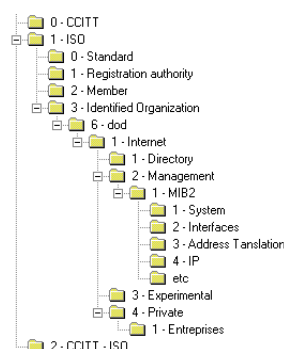 0 - CCITT
1 - ISO
0 - Standard
1 - Registration authority
2 - Member
3 - Identified Organization
6 - dod
1 - Internet
1 - Directory
2 - Management
1 - MIB2
1 - System
2 - Interfaces
3 - Address Tanslation
4 - IP
etc
3 - Experimental
4 - Private
1 - Entreprises
2 - CCITT - ISO